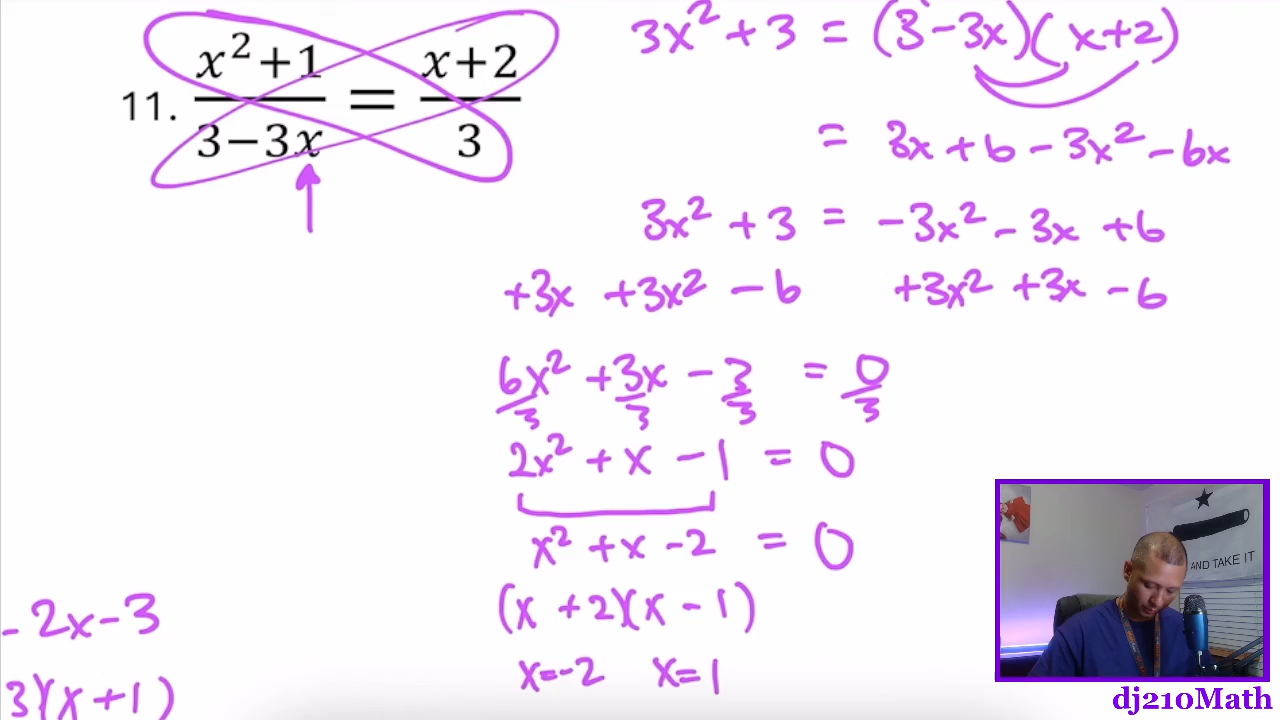 11. (x²+1)/(3−3x) = (x+2)/3
3x² + 3 = (3 - 3x)(x+2)
= 3x + 6 - 3x² - 6x
3x² + 3 = -3x² - 3x + 6
+3x +3x² - 6 +3x² +3x - 6
6x²/3 + 3x/3 - 3/3 = 0/3
2x² + x - 1 = 0
x² + x - 2 = 0
(x + 2)(x - 1)
x=-2 x=1
- 2x - 3
3)(x + 1)
AND TAKE IT
dj210Math